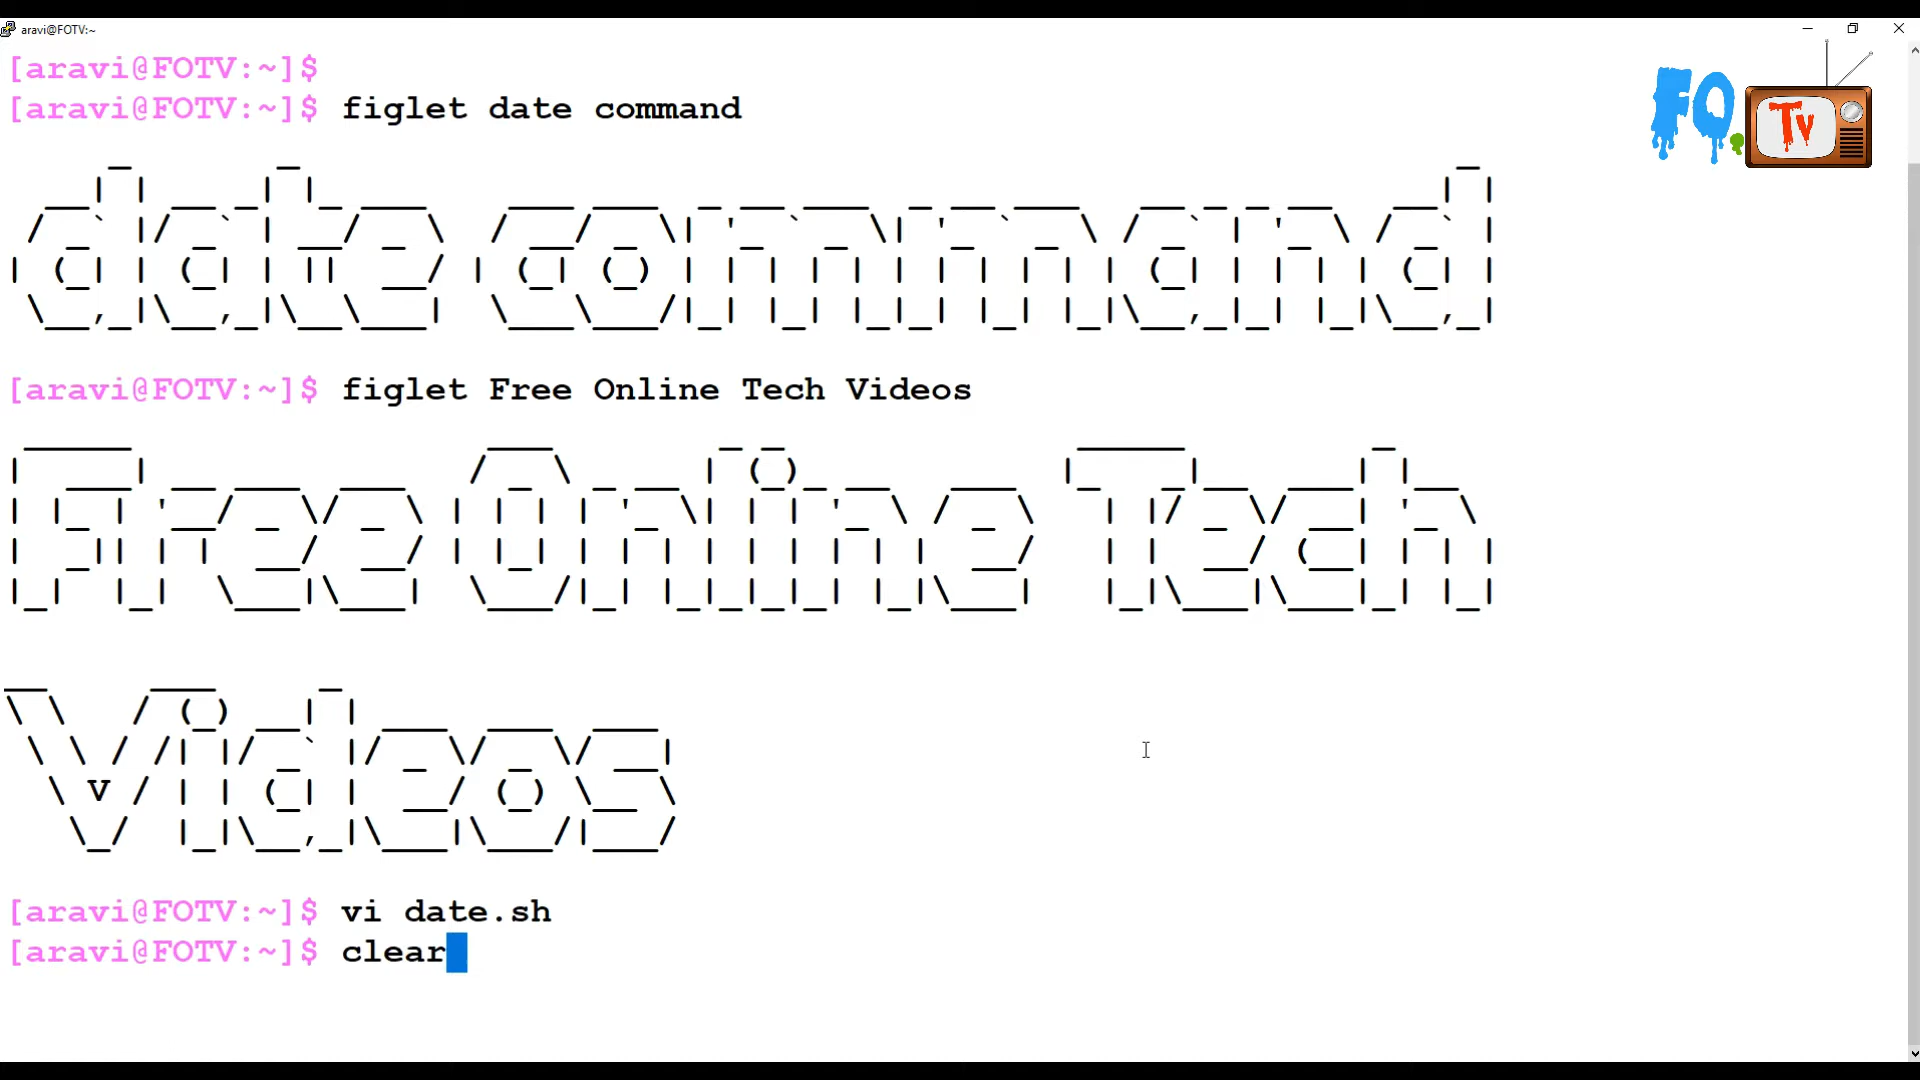 aravi@FOTV:~
[aravi@FOTV:~]$
[aravi@FOTV:~]$ figlet date command
date command
[aravi@FOTV:~]$ figlet Free Online Tech Videos
Free Online Tech
Videos
[aravi@FOTV:~]$ vi date.sh
[aravi@FOTV:~]$ clear
FO.
Tv